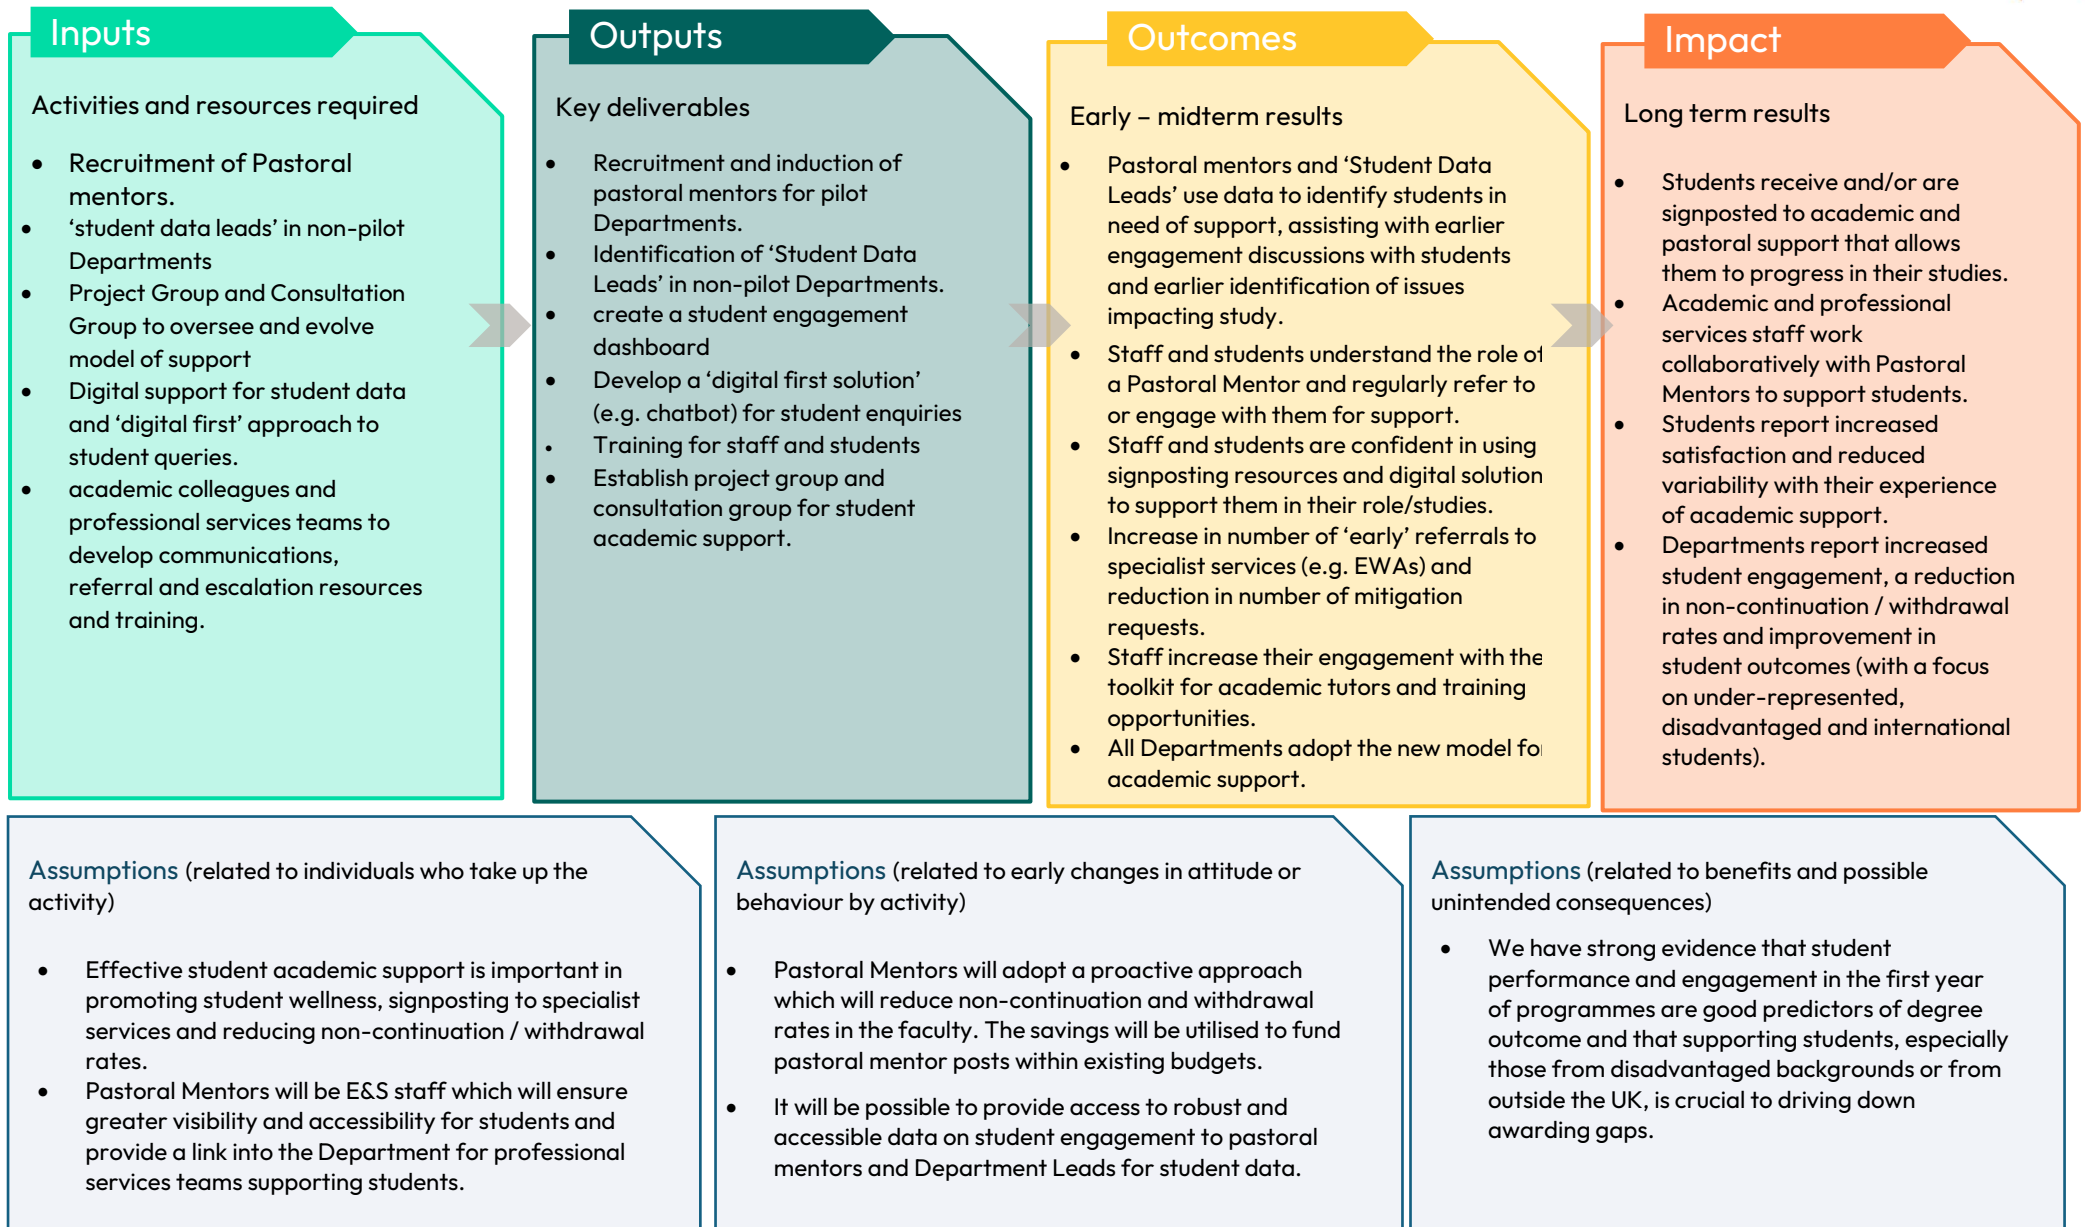 Inputs
Activities and resources required
• Recruitment of Pastoral
mentors.
• ‘student data leads’ in non-pilot
Departments
• Project Group and Consultation
Group to oversee and evolve
model of support
• Digital support for student data
and ‘digital first’ approach to
student queries.
• academic colleagues and
professional services teams to
develop communications,
referral and escalation resources
and training.
Outputs
Key deliverables
• Recruitment and induction of
pastoral mentors for pilot
Departments.
• Identification of ‘Student Data
Leads’ in non-pilot Departments.
• create a student engagement
dashboard
• Develop a ‘digital first solution’
(e.g. chatbot) for student enquiries
• Training for staff and students
• Establish project group and
consultation group for student
academic support.
Outcomes
Early – midterm results
• Pastoral mentors and ‘Student Data
Leads’ use data to identify students in
need of support, assisting with earlier
engagement discussions with students
and earlier identification of issues
impacting study.
• Staff and students understand the role of
a Pastoral Mentor and regularly refer to
or engage with them for support.
• Staff and students are confident in using
signposting resources and digital solution
to support them in their role/studies.
• Increase in number of ‘early’ referrals to
specialist services (e.g. EWAs) and
reduction in number of mitigation
requests.
• Staff increase their engagement with the
toolkit for academic tutors and training
opportunities.
• All Departments adopt the new model for
academic support.
Impact
Long term results
• Students receive and/or are
signposted to academic and
pastoral support that allows
them to progress in their studies.
• Academic and professional
services staff work
collaboratively with Pastoral
Mentors to support students.
• Students report increased
satisfaction and reduced
variability with their experience
of academic support.
• Departments report increased
student engagement, a reduction
in non-continuation / withdrawal
rates and improvement in
student outcomes (with a focus
on under-represented,
disadvantaged and international
students).
Assumptions (related to individuals who take up the
activity)
• Effective student academic support is important in
promoting student wellness, signposting to specialist
services and reducing non-continuation / withdrawal
rates.
• Pastoral Mentors will be E&S staff which will ensure
greater visibility and accessibility for students and
provide a link into the Department for professional
services teams supporting students.
Assumptions (related to early changes in attitude or
behaviour by activity)
• Pastoral Mentors will adopt a proactive approach
which will reduce non-continuation and withdrawal
rates in the faculty. The savings will be utilised to fund
pastoral mentor posts within existing budgets.
• It will be possible to provide access to robust and
accessible data on student engagement to pastoral
mentors and Department Leads for student data.
Assumptions (related to benefits and possible
unintended consequences)
• We have strong evidence that student
performance and engagement in the first year
of programmes are good predictors of degree
outcome and that supporting students, especially
those from disadvantaged backgrounds or from
outside the UK, is crucial to driving down
awarding gaps.